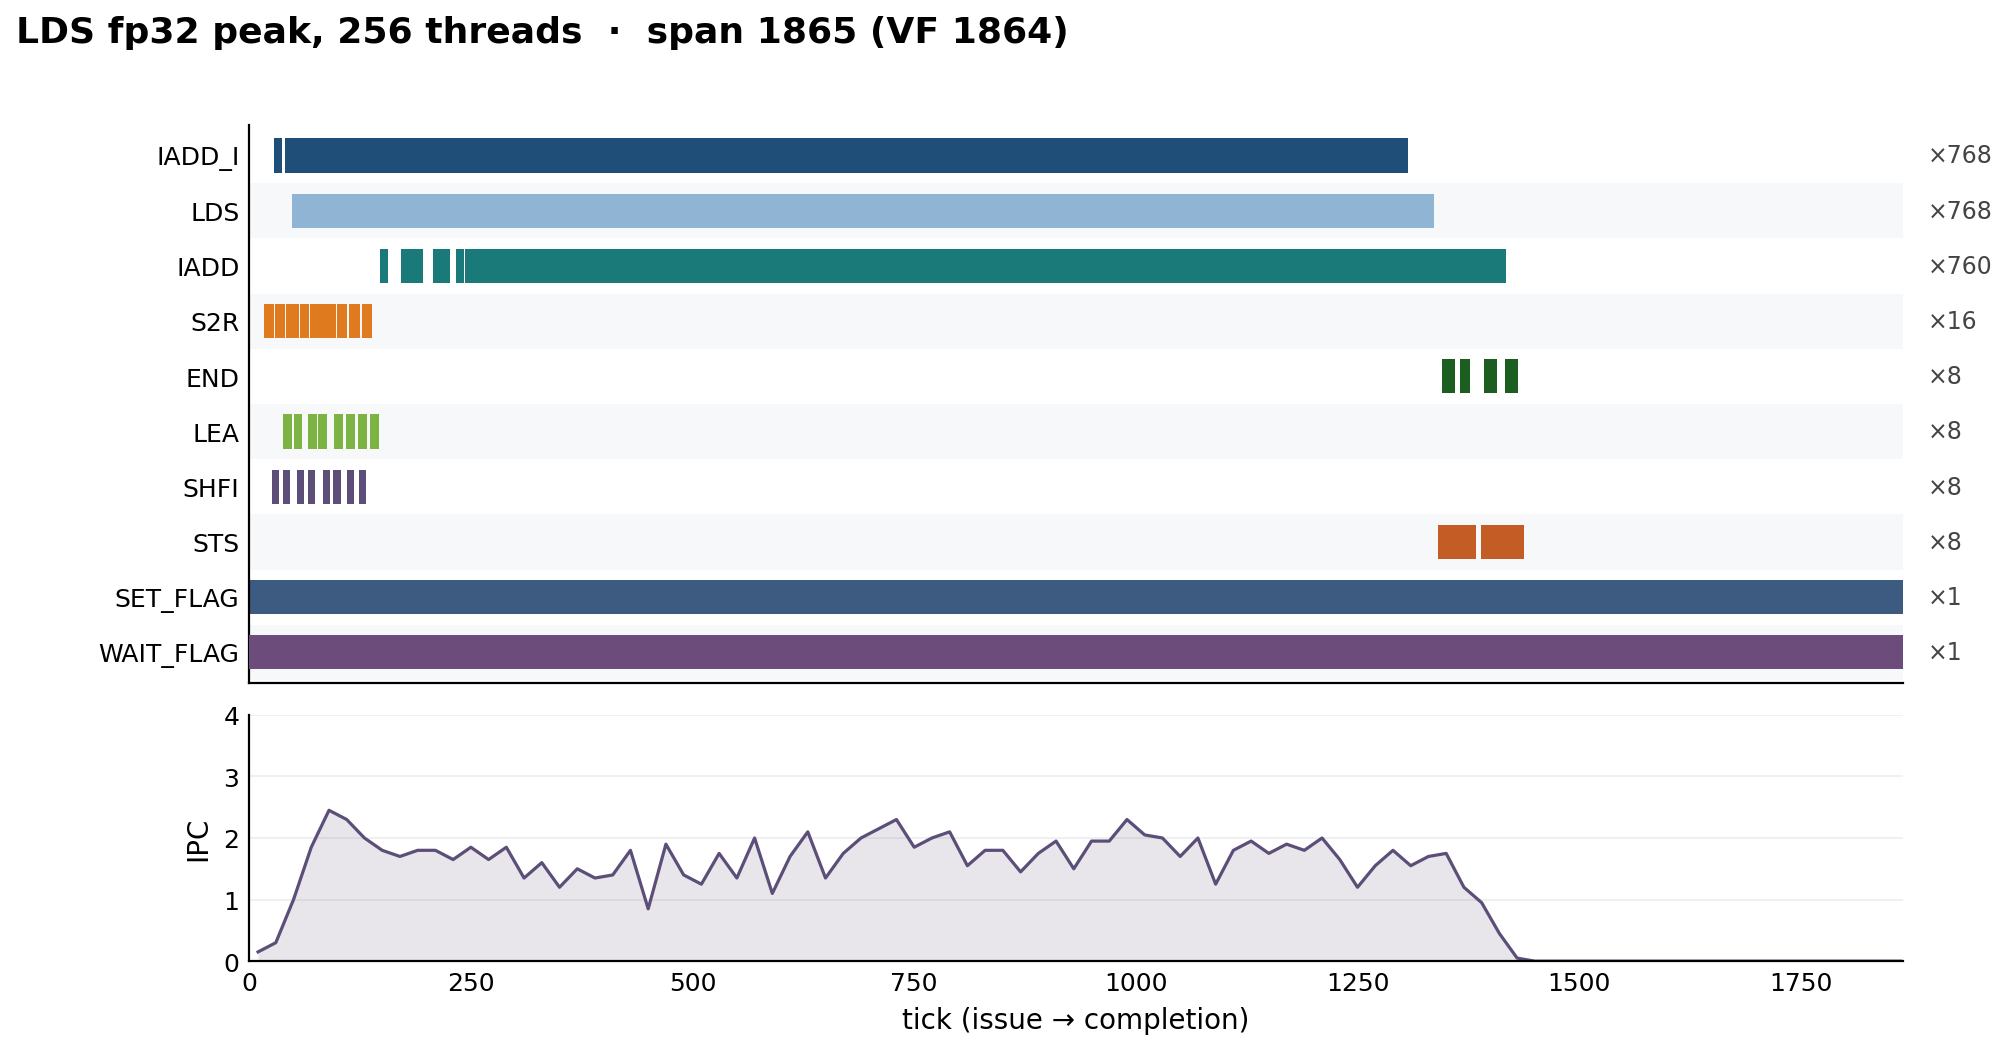 LDS fp32 peak, 256 threads · span 1865 (VF 1864)
IADD_I ×768
LDS ×768
IADD ×760
S2R ×16
END ×8
LEA ×8
SHFI ×8
STS ×8
SET_FLAG ×1
WAIT_FLAG ×1
4
3
2
1
0
IPC
0 250 500 750 1000 1250 1500 1750
tick (issue → completion)